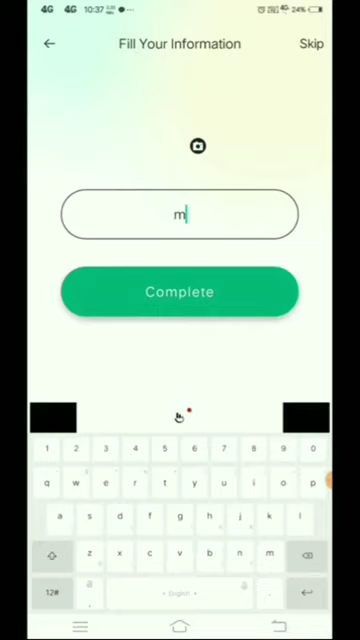 4G 4G 10:37 24%
Fill Your Information Skip
m
Complete
1 2 3 4 5 6 7 8 9 0
q w e r t y u i o p
a s d f g h j k l
z x c v b n m
12# , English .